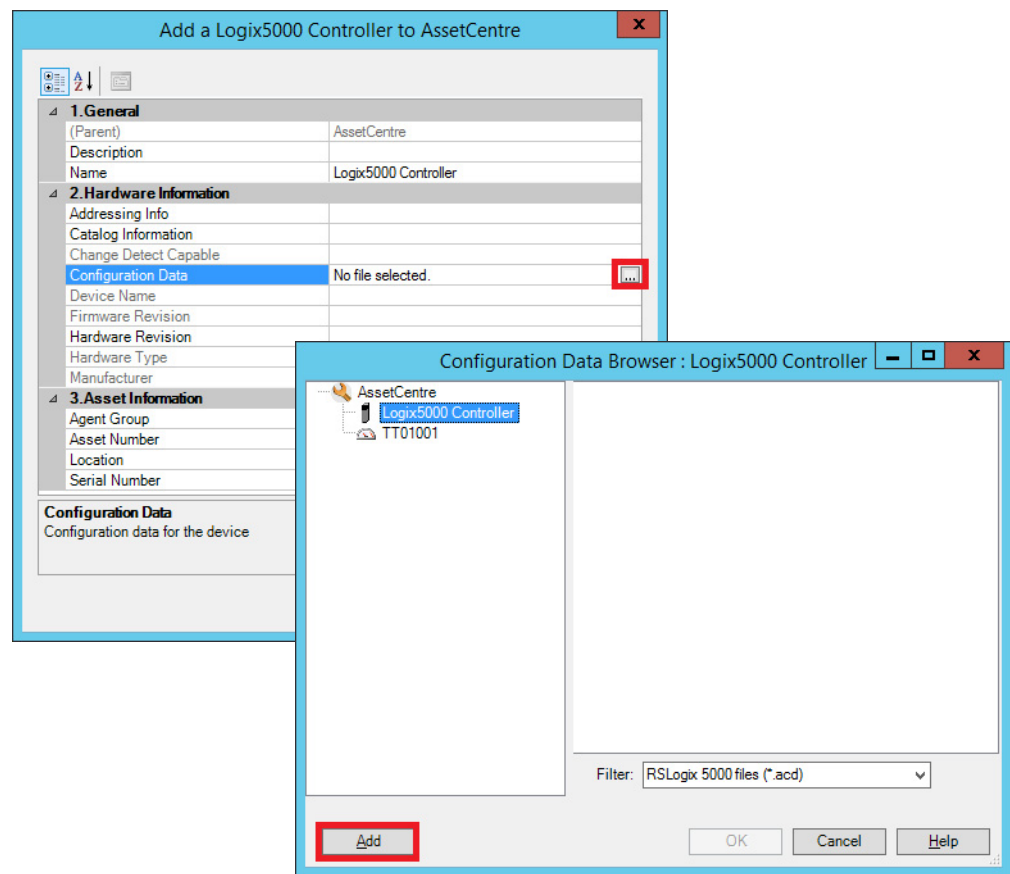 Add a Logix5000 Controller to AssetCentre
x
A
Z
1.General
(Parent) AssetCentre
Description
Name Logix5000 Controller
2.Hardware Information
Addressing Info
Catalog Information
Change Detect Capable
Configuration Data No file selected. ...
Device Name
Firmware Revision
Hardware Revision
Hardware Type
Manufacturer
3.Asset Information
Agent Group
Asset Number
Location
Serial Number
Configuration Data
Configuration data for the device
Configuration Data Browser : Logix5000 Controller
x
AssetCentre
Logix5000 Controller
TT01001
Filter: RSLogix 5000 files (*.acd)
Add OK Cancel Help